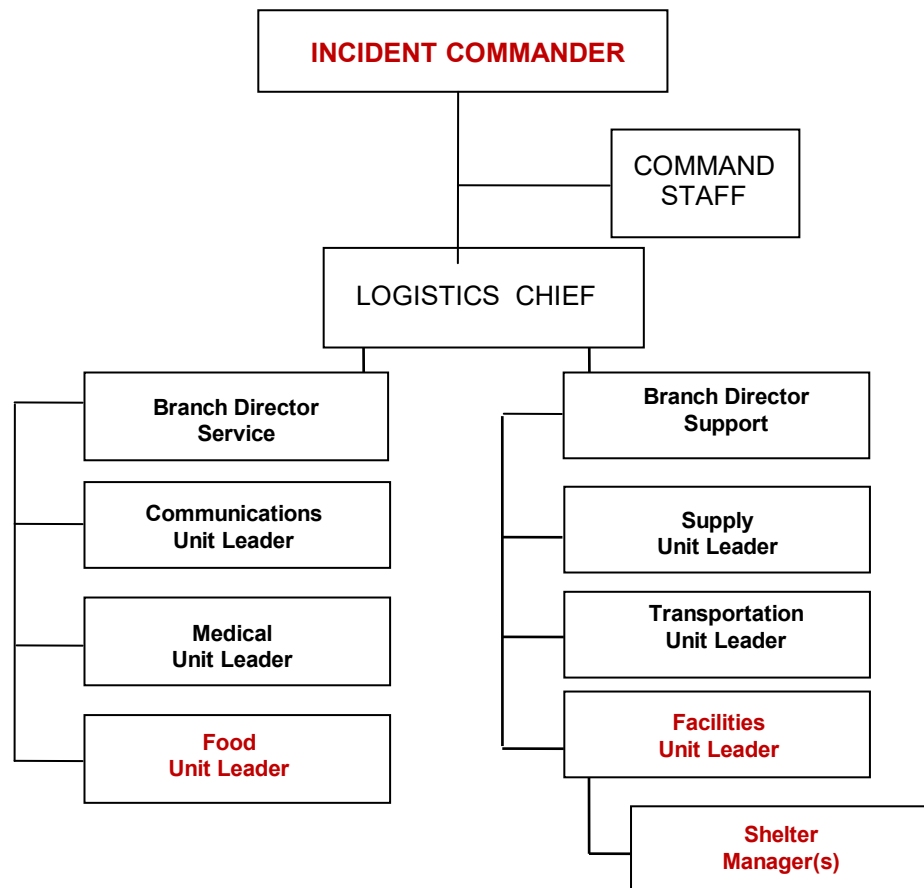 INCIDENT COMMANDER
COMMAND
STAFF
LOGISTICS CHIEF
Branch Director
Service
Communications
Unit Leader
Medical
Unit Leader
Food
Unit Leader
Branch Director
Support
Supply
Unit Leader
Transportation
Unit Leader
Facilities
Unit Leader
Shelter
Manager(s)